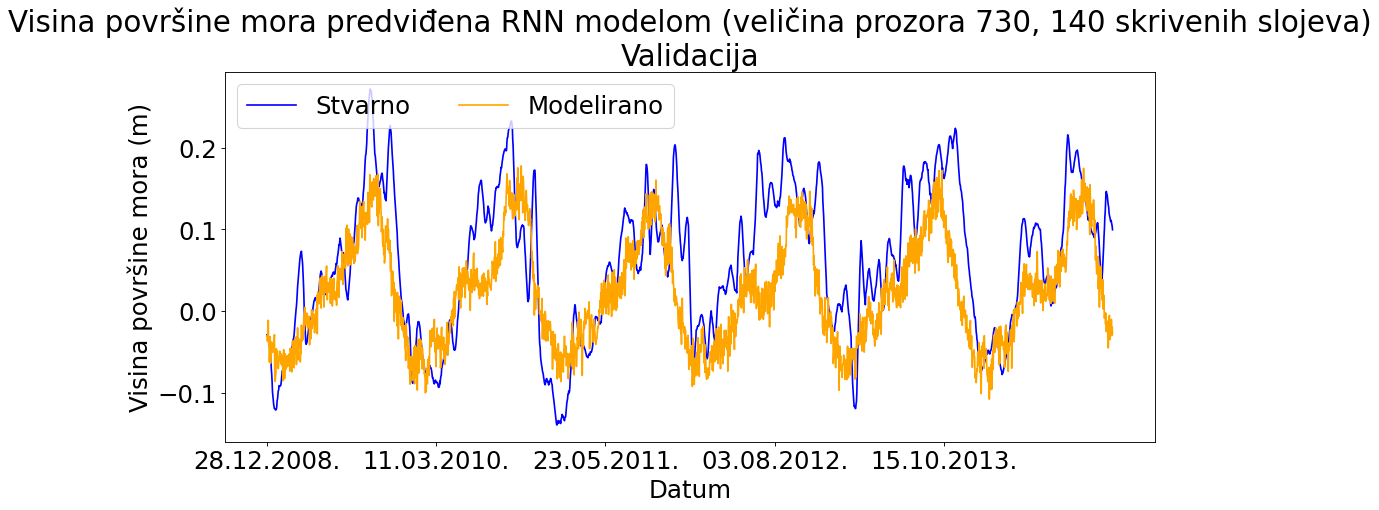 Visina površine mora predviđena RNN modelom (veličina prozora 730, 140 skrivenih slojeva)
Validacija
Stvarno
Modelirano
Visina površine mora (m)
0.2
0.1
0.0
−0.1
28.12.2008.
11.03.2010.
23.05.2011.
03.08.2012.
15.10.2013.
Datum